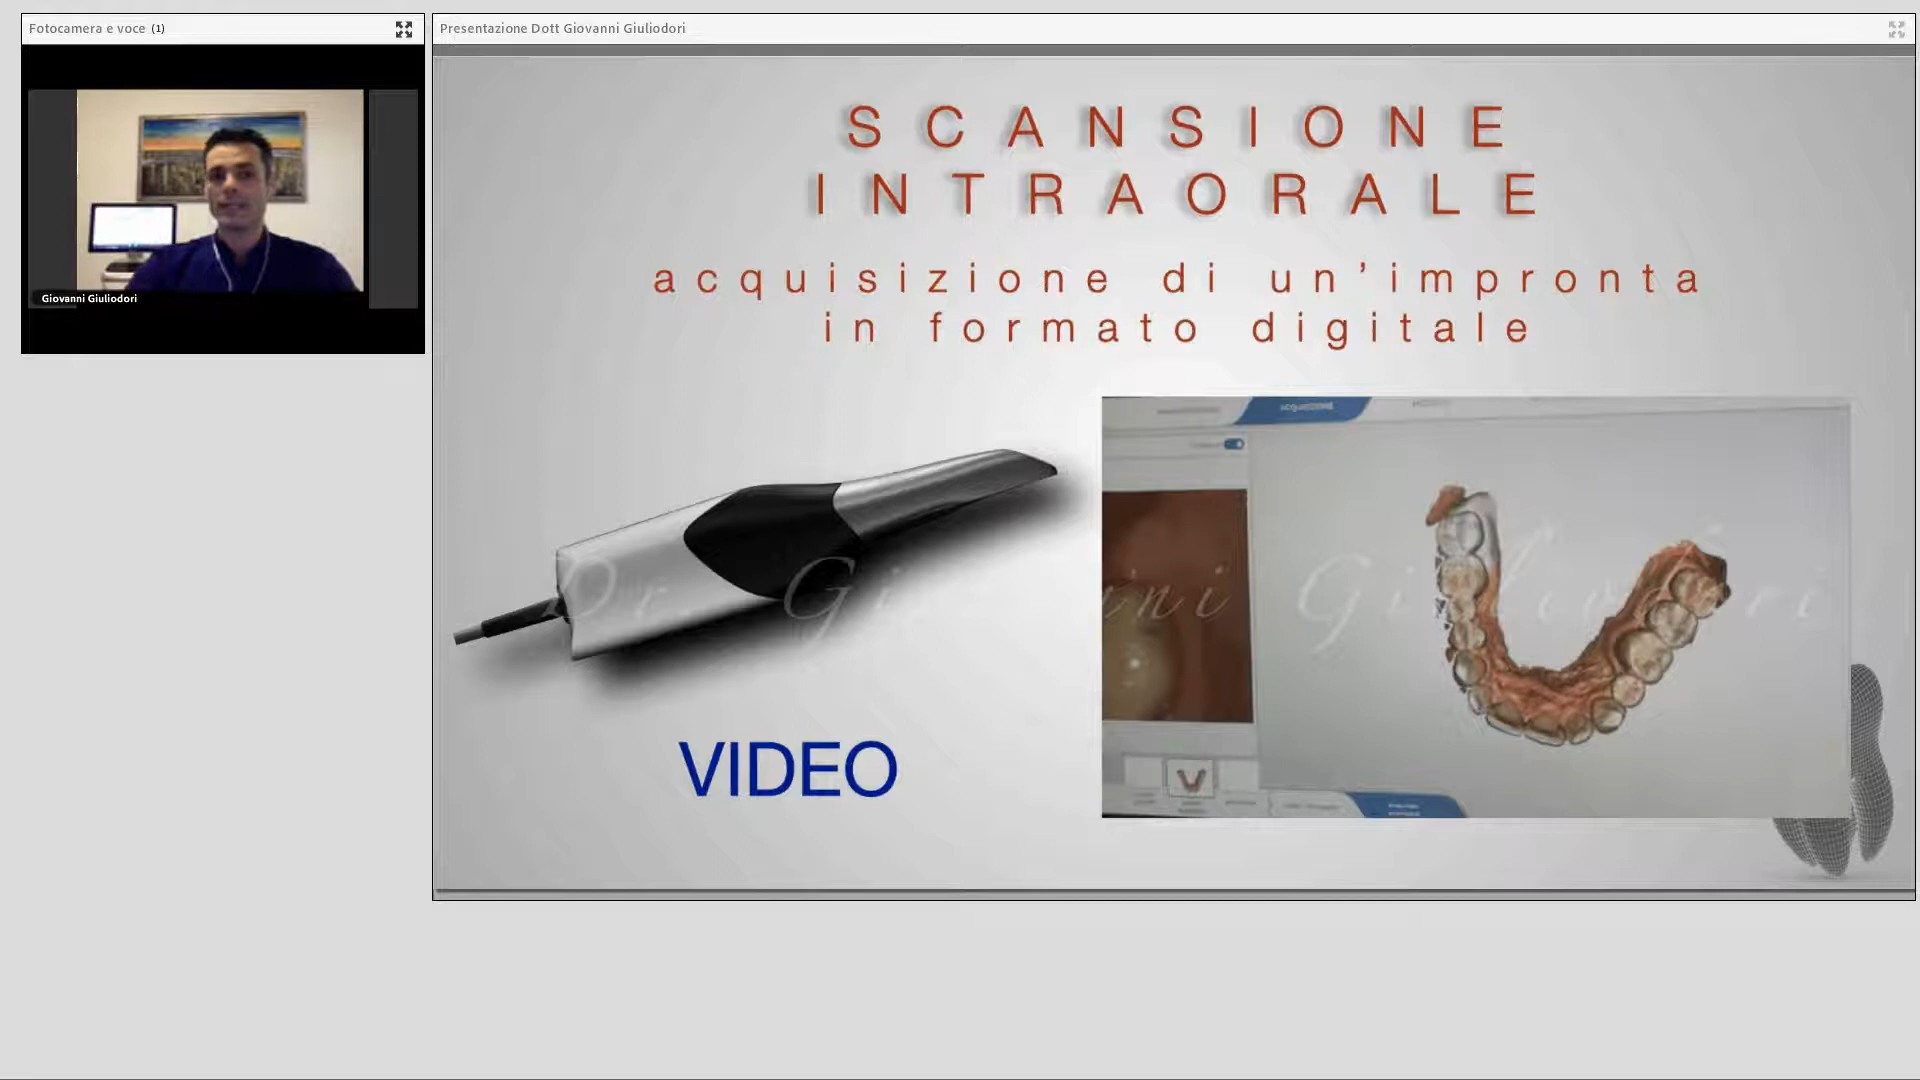 Fotocamera e voce (1)
Giovanni Giuliodori
Presentazione Dott Giovanni Giuliodori
SCANSIONE
INTRAORALE
acquisizione di un'impronta
in formato digitale
VIDEO